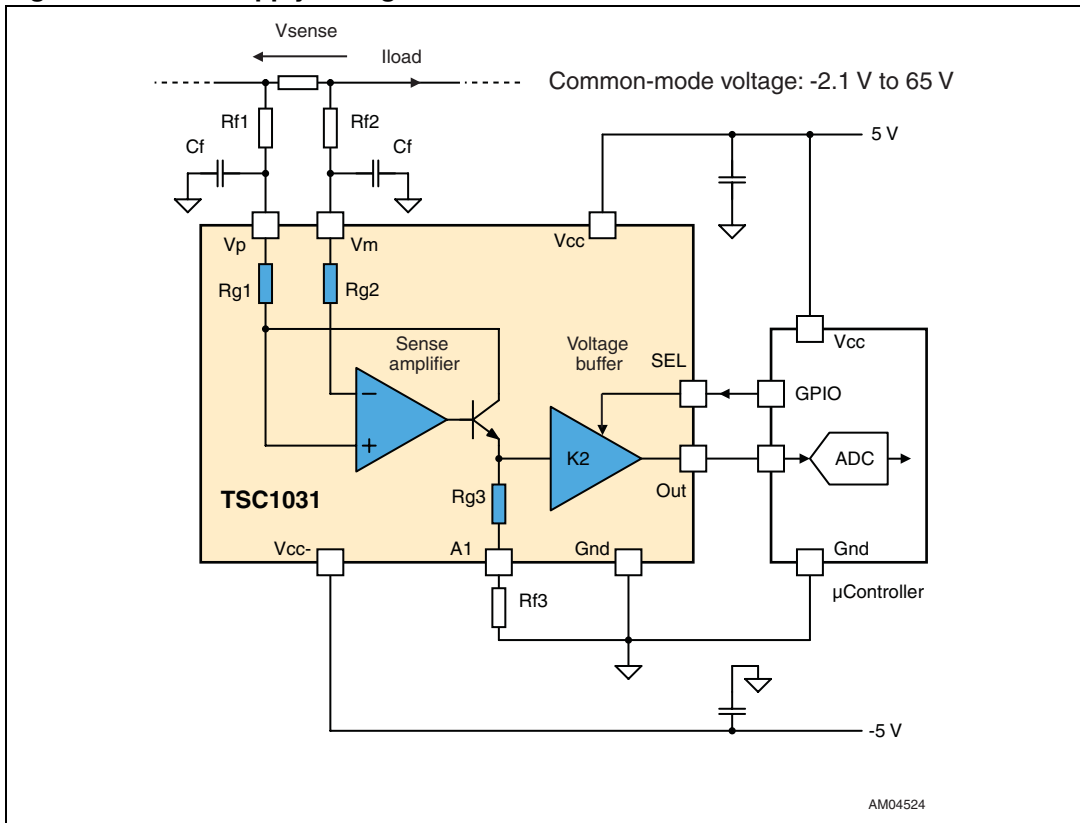 Vsense
Iload
Common-mode voltage: -2.1 V to 65 V
Rf1
Rf2
5 V
Cf
Cf
Vp
Vm
Vcc
Rg1
Rg2
Vcc
Sense
amplifier
Voltage
buffer
SEL
GPIO
−
+
K2
ADC
Out
TSC1031
Rg3
Vcc-
A1
Gnd
Gnd
Rf3
µController
-5 V
AM04524